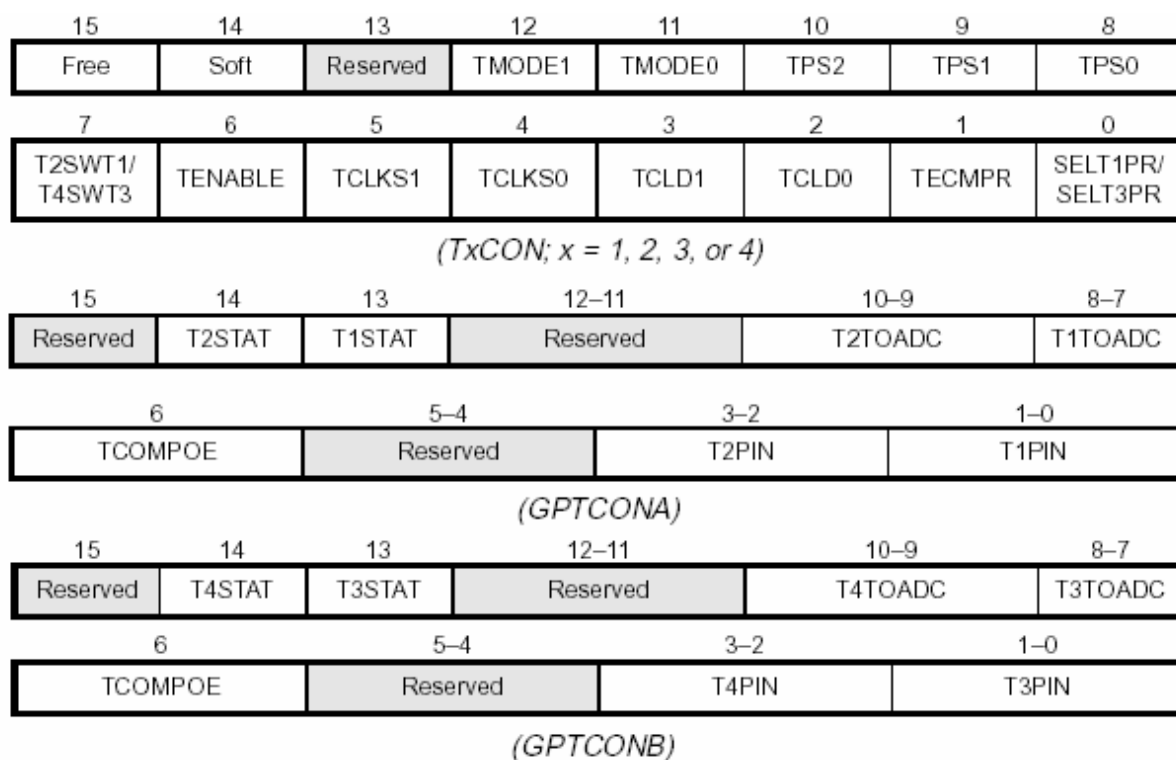 15 14 13 12 11 10 9 8
Free Soft Reserved TMODE1 TMODE0 TPS2 TPS1 TPS0
7 6 5 4 3 2 1 0
T2SWT1/ T4SWT3 TENABLE TCLKS1 TCLKS0 TCLD1 TCLD0 TECMPR SELT1PR/ SELT3PR
(TxCON; x = 1, 2, 3, or 4)
15 14 13 12–11 10–9 8–7
Reserved T2STAT T1STAT Reserved T2TOADC T1TOADC
6 5–4 3–2 1–0
TCOMPOE Reserved T2PIN T1PIN
(GPTCONA)
15 14 13 12–11 10–9 8–7
Reserved T4STAT T3STAT Reserved T4TOADC T3TOADC
6 5–4 3–2 1–0
TCOMPOE Reserved T4PIN T3PIN
(GPTCONB)